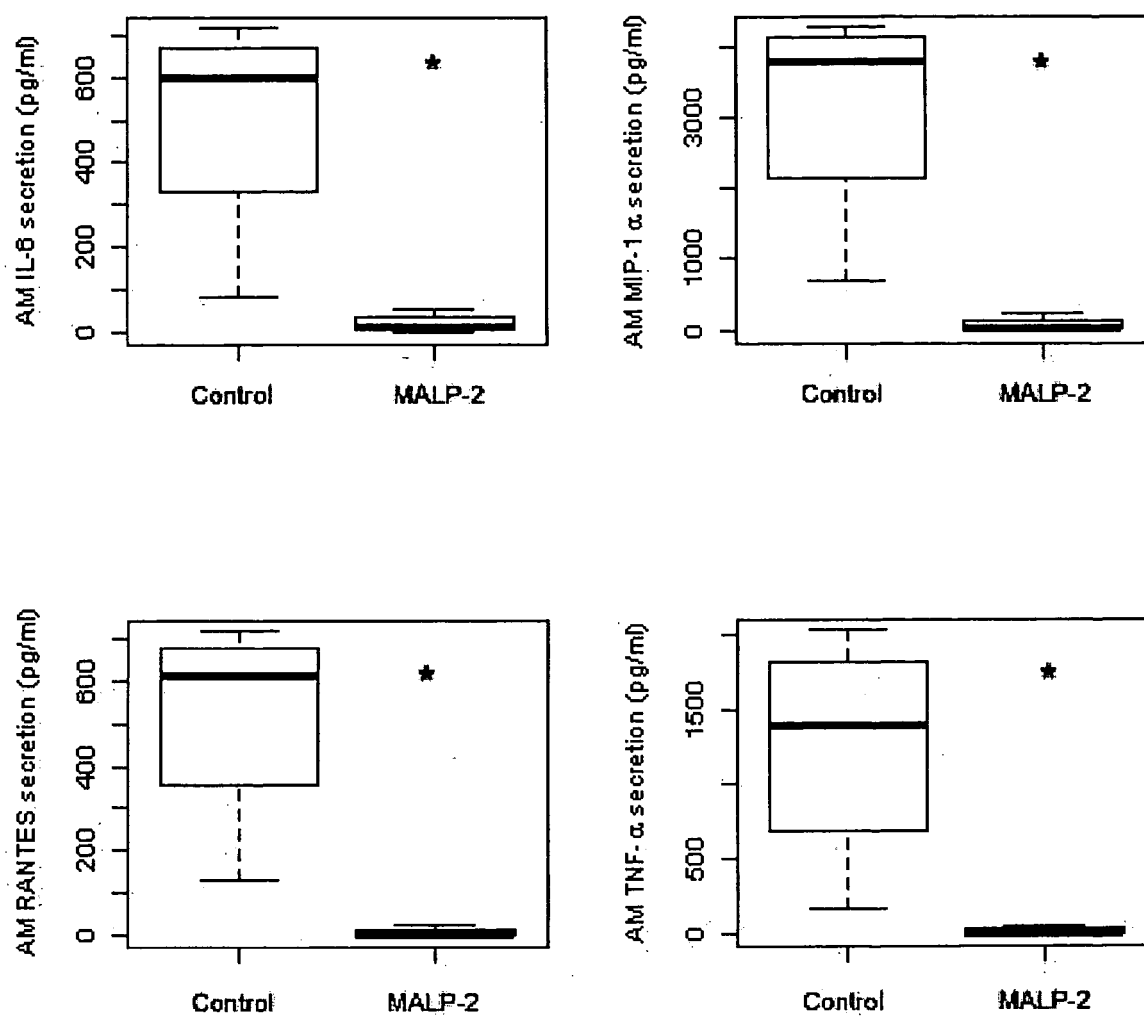 AM IL-6 secretion (pg/ml)
600
400
200
0
Control MALP-2
AM MIP-1 α secretion (pg/ml)
3000
1000
0
Control MALP-2
AM RANTES secretion (pg/ml)
600
400
200
0
Control MALP-2
AM TNF-α secretion (pg/ml)
1500
500
0
Control MALP-2